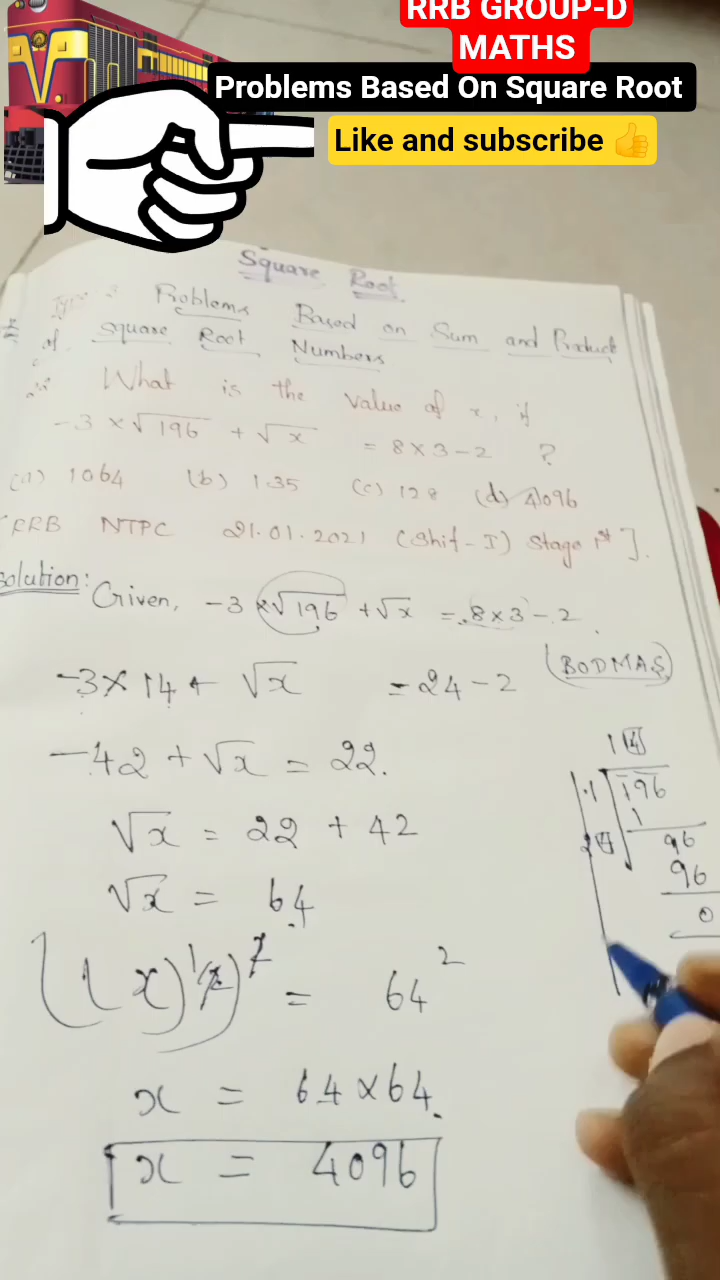 RRB GROUP-D
MATHS
Problems Based On Square Root
Like and subscribe 👍
Square Root
Problems Based on Sum and Product
of Square Root Numbers
What is the value of x, if
-3 × √196 + √x = 8 × 3 - 2 ?
(a) 1064 (b) 135 (c) 128 (d) 4096
RRB NTPC 21.01.2021 (Shif-I) Stage 1st].
Solution: Given, -3 × √196 + √x = 8 × 3 - 2.
(BODMAS)
-3 × 14 + √x = 24 - 2
-42 + √x = 22.
√x = 22 + 42
√x = 64
((x)^1/2)^2 = 64^2
x = 64 × 64.
x = 4096
14
1 196
1
24 96
96
0